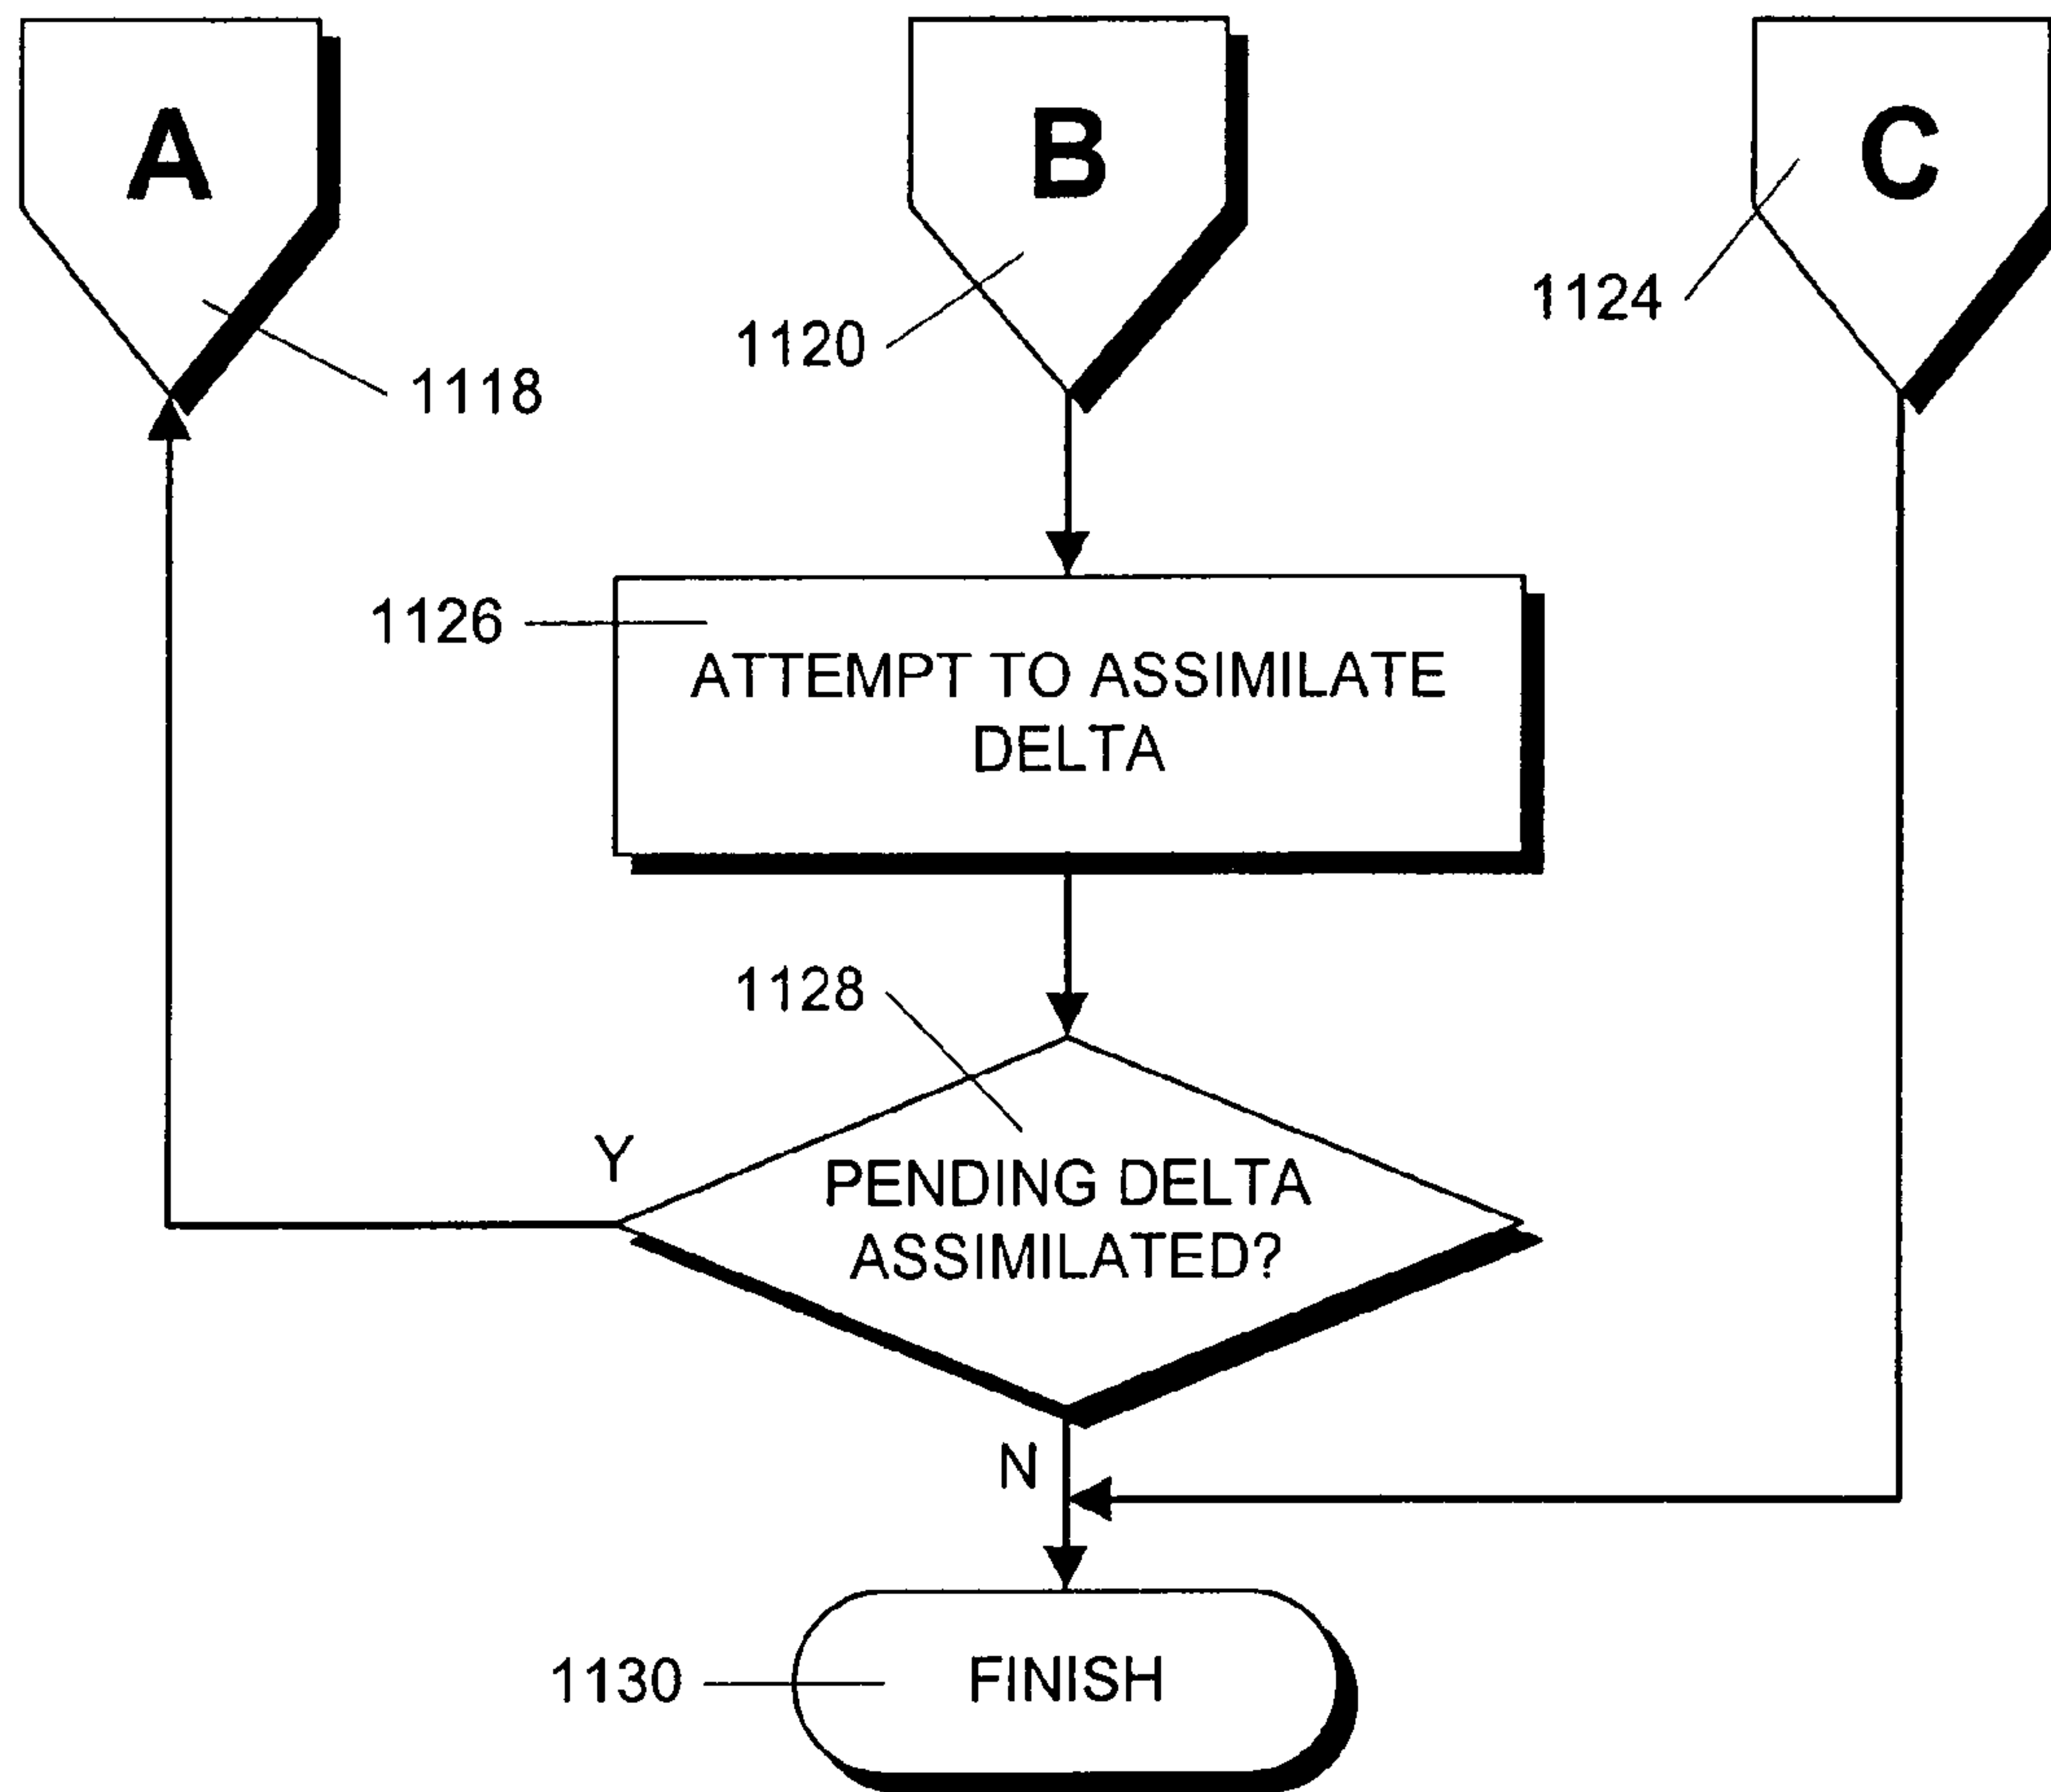 A
B
C
1124
1120
1118
1126
ATTEMPT TO ASSIMILATE
DELTA
1128
Y
PENDING DELTA
ASSIMILATED?
N
1130
FINISH